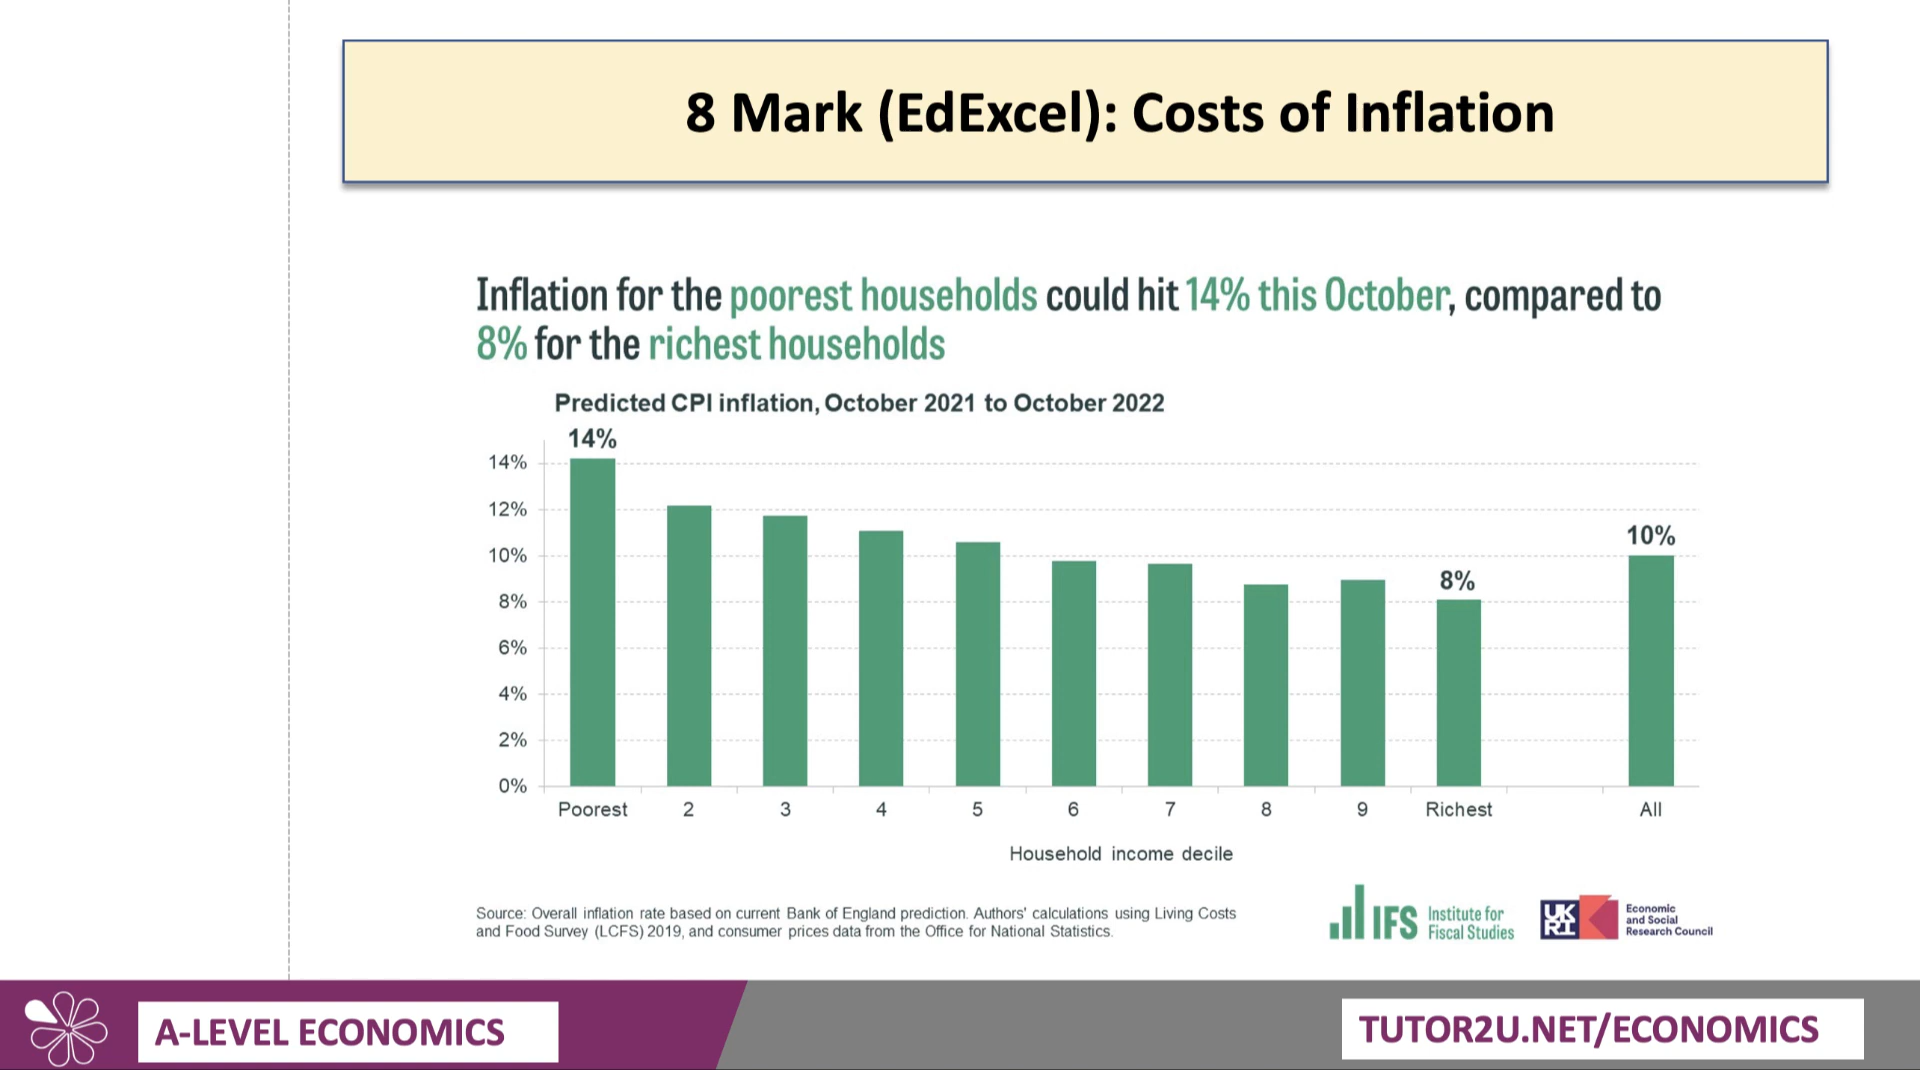 8 Mark (EdExcel): Costs of Inflation
Inflation for the poorest households could hit 14% this October, compared to
8% for the richest households
Predicted CPI inflation, October 2021 to October 2022
14%
14%
12%
10%
8%
6%
4%
2%
0%
10%
8%
Poorest 2 3 4 5 6 7 8 9 Richest All
Household income decile
Source: Overall inflation rate based on current Bank of England prediction. Authors' calculations using Living Costs
and Food Survey (LCFS) 2019, and consumer prices data from the Office for National Statistics.
IFS
Institute for
Fiscal Studies
UK
RI
Economic
and Social
Research Council
A-LEVEL ECONOMICS
TUTOR2U.NET/ECONOMICS